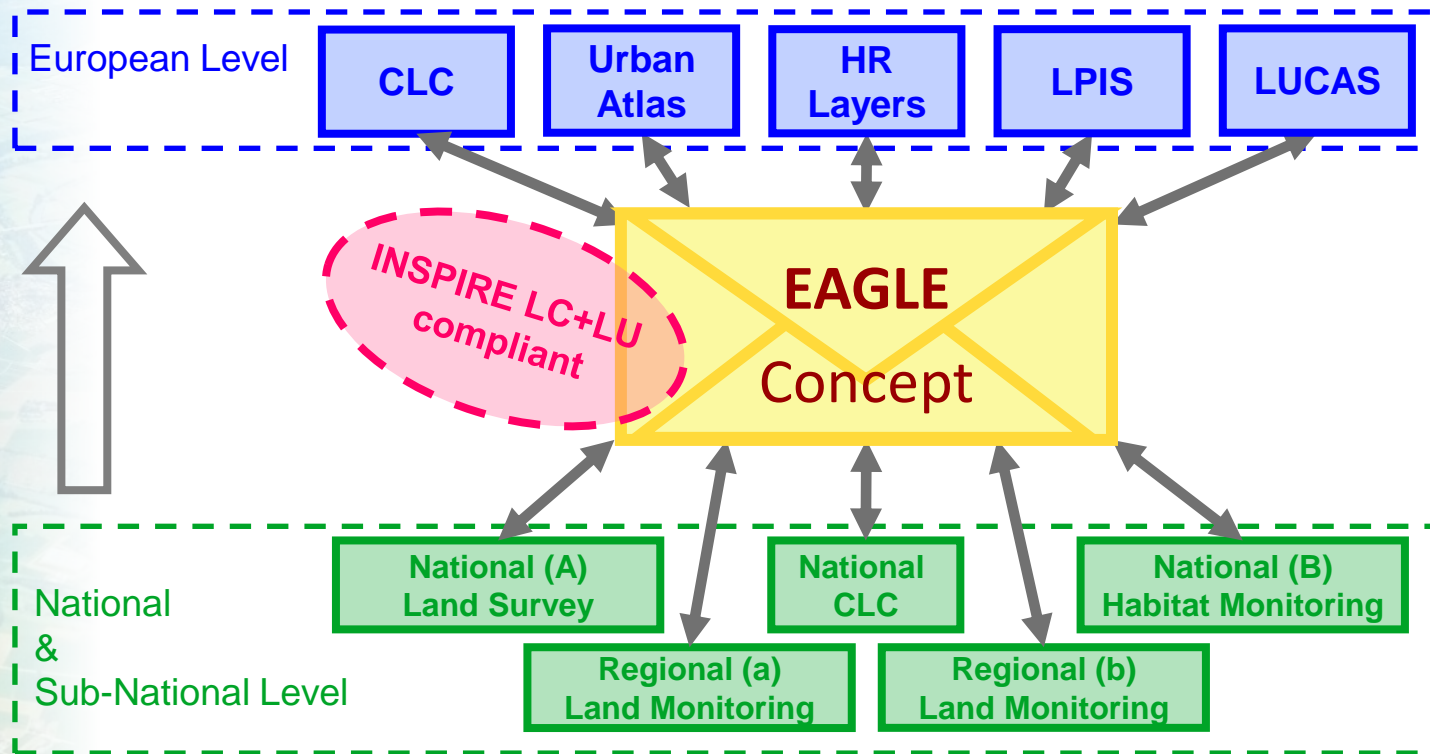 European Level
CLC
Urban
Atlas
HR
Layers
LPIS
LUCAS
INSPIRE LC+LU
compliant
EAGLE
Concept
National
&
Sub-National Level
National (A)
Land Survey
National
CLC
National (B)
Habitat Monitoring
Regional (a)
Land Monitoring
Regional (b)
Land Monitoring